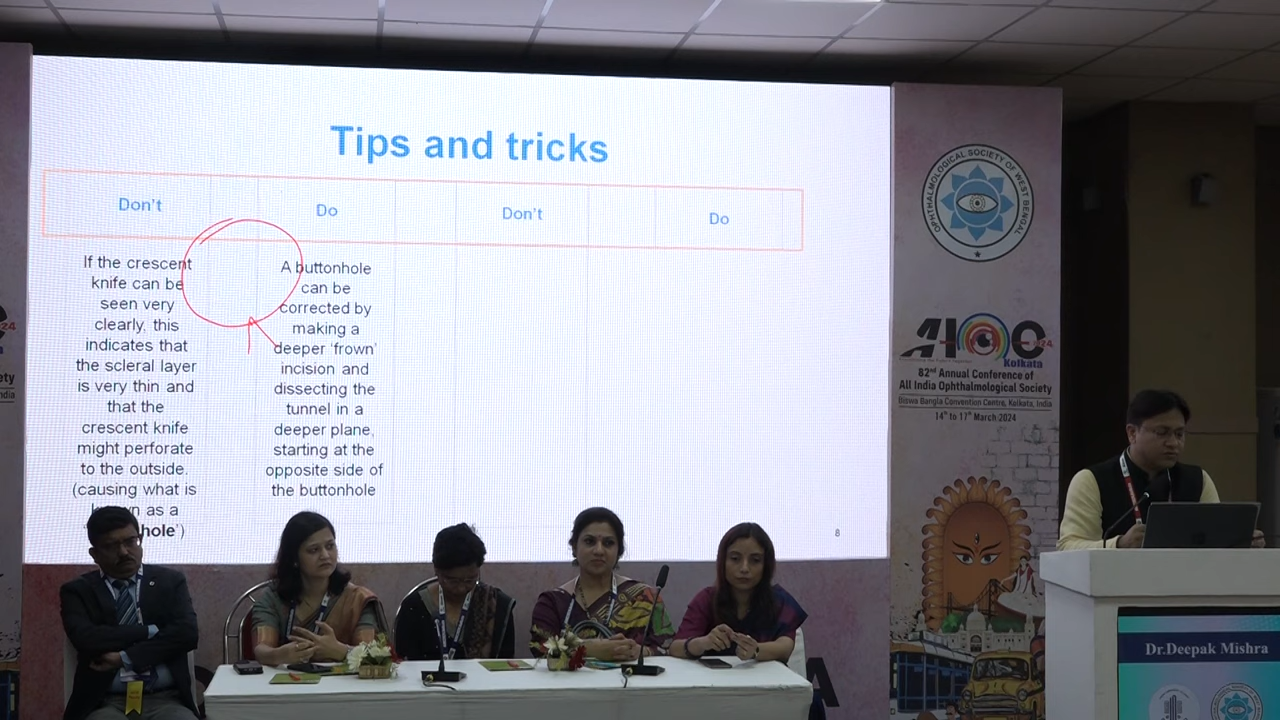 Tips and tricks
Don't
Do
Don't
Do
If the crescent
knife can be
seen very
clearly, this
indicates that
the scleral layer
is very thin and
that the
crescent knife
might perforate
to the outside.
(causing what is
as a
hole')
A buttonhole
can be
corrected by
making a
deeper 'frown'
incision and
dissecting the
tunnel in a
deeper plane,
starting at the
opposite side of
the buttonhole
8
OPHTHALMOLOGICAL SOCIETY OF WEST BENGAL
AIOC
2024
Kolkata
82nd Annual Conference of
All India Ophthalmological Society
Biswa Bangla Convention Centre, Kolkata, India
14th to 17th March 2024
Dr.Deepak Mishra